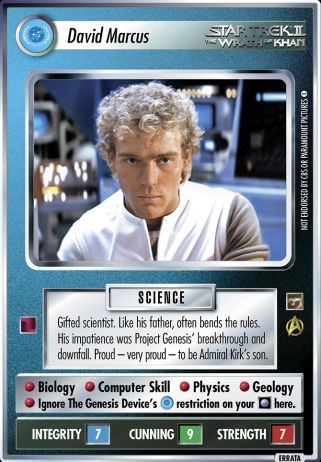 David Marcus
STAR TREK II
THE WRATH OF KHAN
NOT ENDORSED BY CBS OR PARAMOUNT PICTURES
SCIENCE
Gifted scientist. Like his father, often bends the rules.
His impatience was Project Genesis' breakthrough and
downfall. Proud – very proud – to be Admiral Kirk's son.
Biology Computer Skill Physics Geology
Ignore The Genesis Device's restriction on your here.
INTEGRITY 7 CUNNING 9 STRENGTH 7
ERRATA